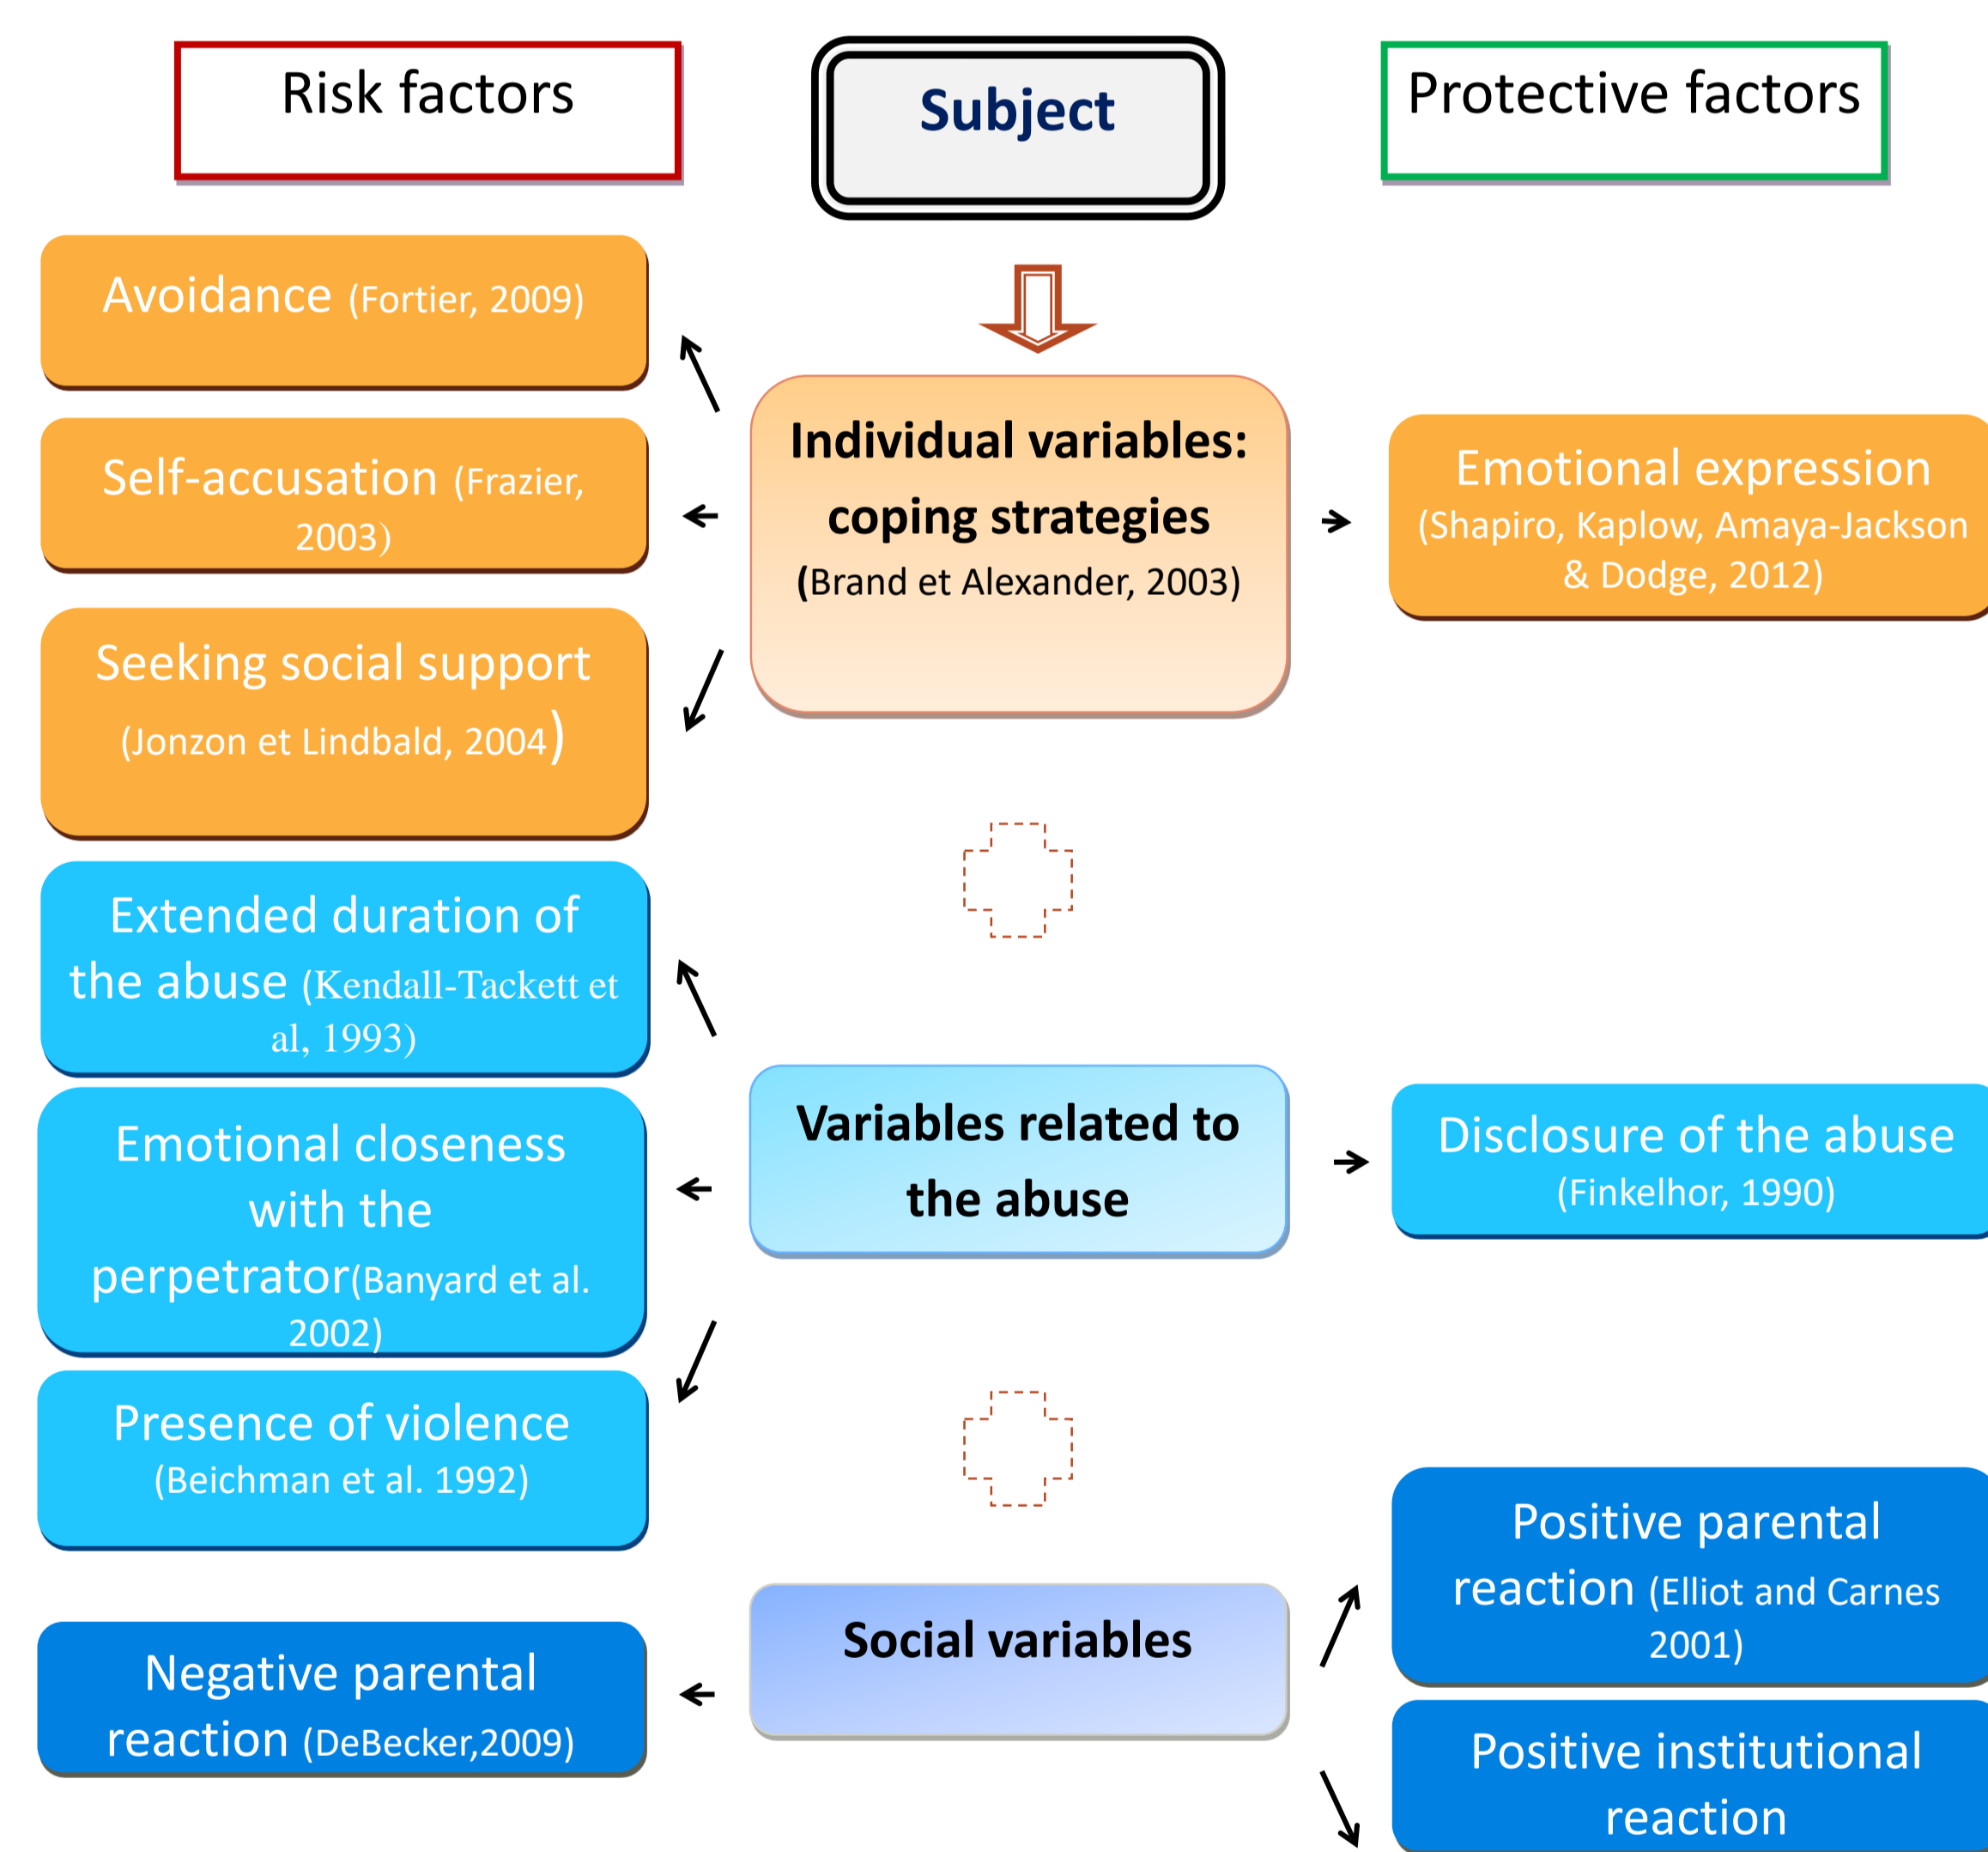 Risk factors
Subject
Protective factors
Avoidance (Fortier, 2009)
Self-accusation (Frazier,
2003)
Seeking social support
(Jonzon et Lindbald, 2004)
Individual variables:
coping strategies
(Brand et Alexander, 2003)
Emotional expression
(Shapiro, Kaplow, Amaya-Jackson
& Dodge, 2012)
Extended duration of
the abuse (Kendall-Tackett et
al, 1993)
Emotional closeness
with the
perpetrator(Banyard et al.
2002)
Presence of violence
(Beichman et al. 1992)
Variables related to
the abuse
Disclosure of the abuse
(Finkelhor, 1990)
Negative parental
reaction (DeBecker,2009)
Social variables
Positive parental
reaction (Elliot and Carnes
2001)
Positive institutional
reaction